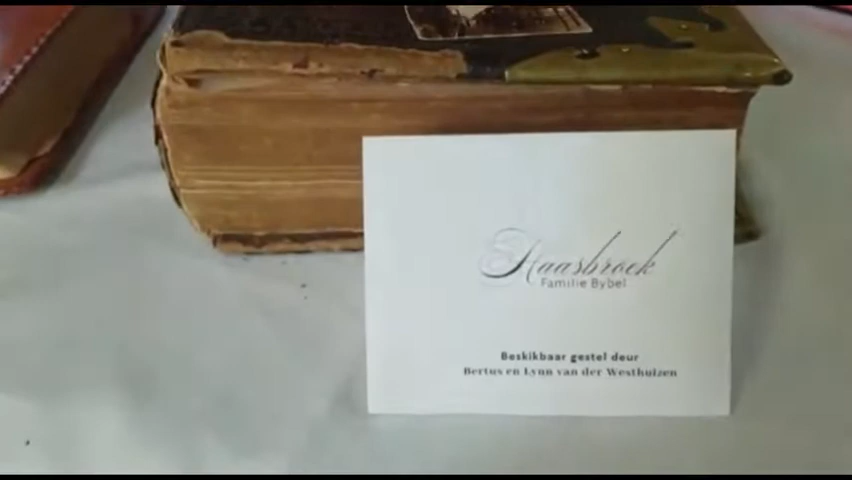 Haasbroek
Familie Bybel
Beskikbaar gestel deur
Bertus en Lynn van der Westhuizen